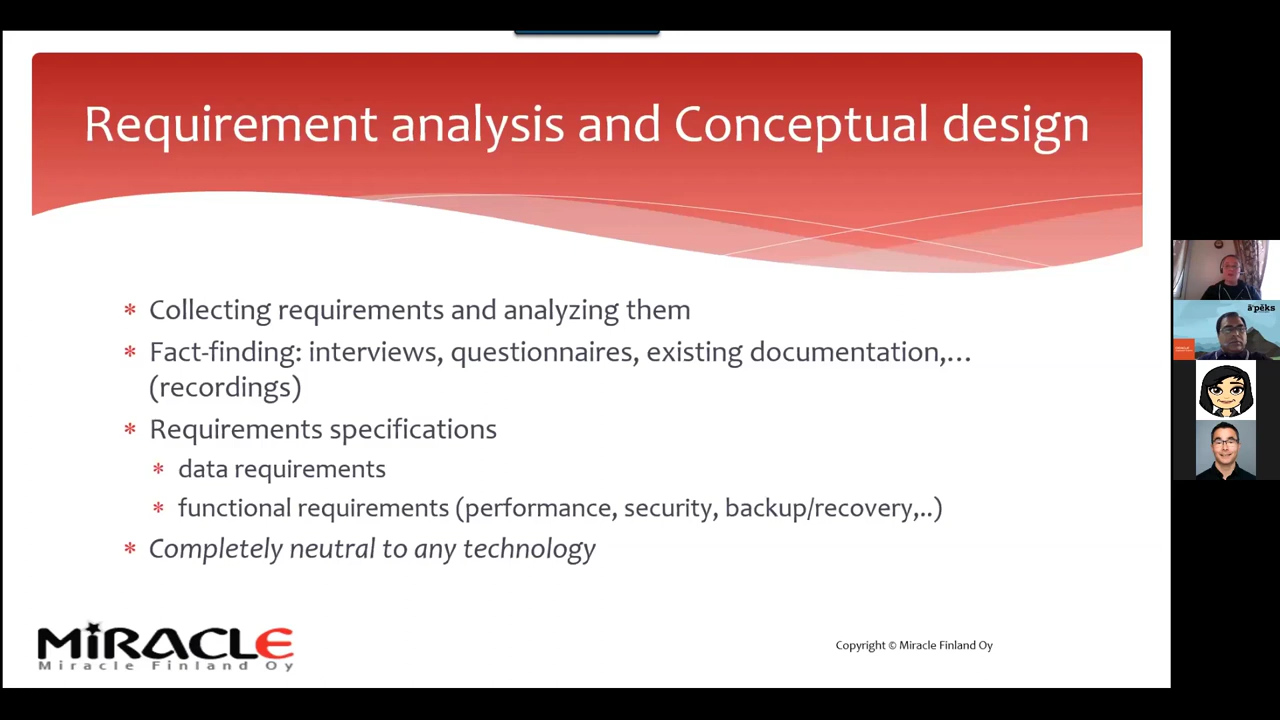 Requirement analysis and Conceptual design
* Collecting requirements and analyzing them
* Fact-finding: interviews, questionnaires, existing documentation,…
(recordings)
* Requirements specifications
* data requirements
* functional requirements (performance, security, backup/recovery,..)
* Completely neutral to any technology
MiRACLE
Miracle Finland Oy
Copyright © Miracle Finland Oy
ā'pěks